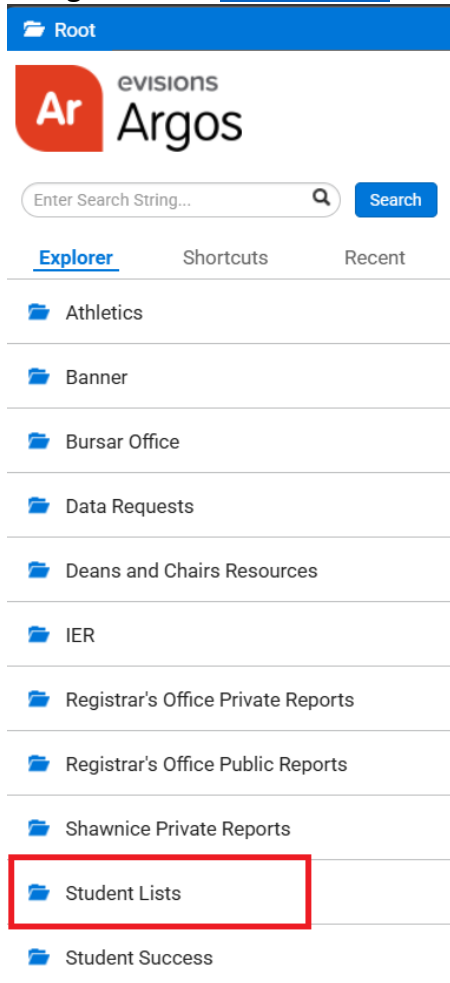 Root
Ar
evisions
Argos
Enter Search String...
Search
Explorer Shortcuts Recent
Athletics
Banner
Bursar Office
Data Requests
Deans and Chairs Resources
IER
Registrar's Office Private Reports
Registrar's Office Public Reports
Shawnice Private Reports
Student Lists
Student Success